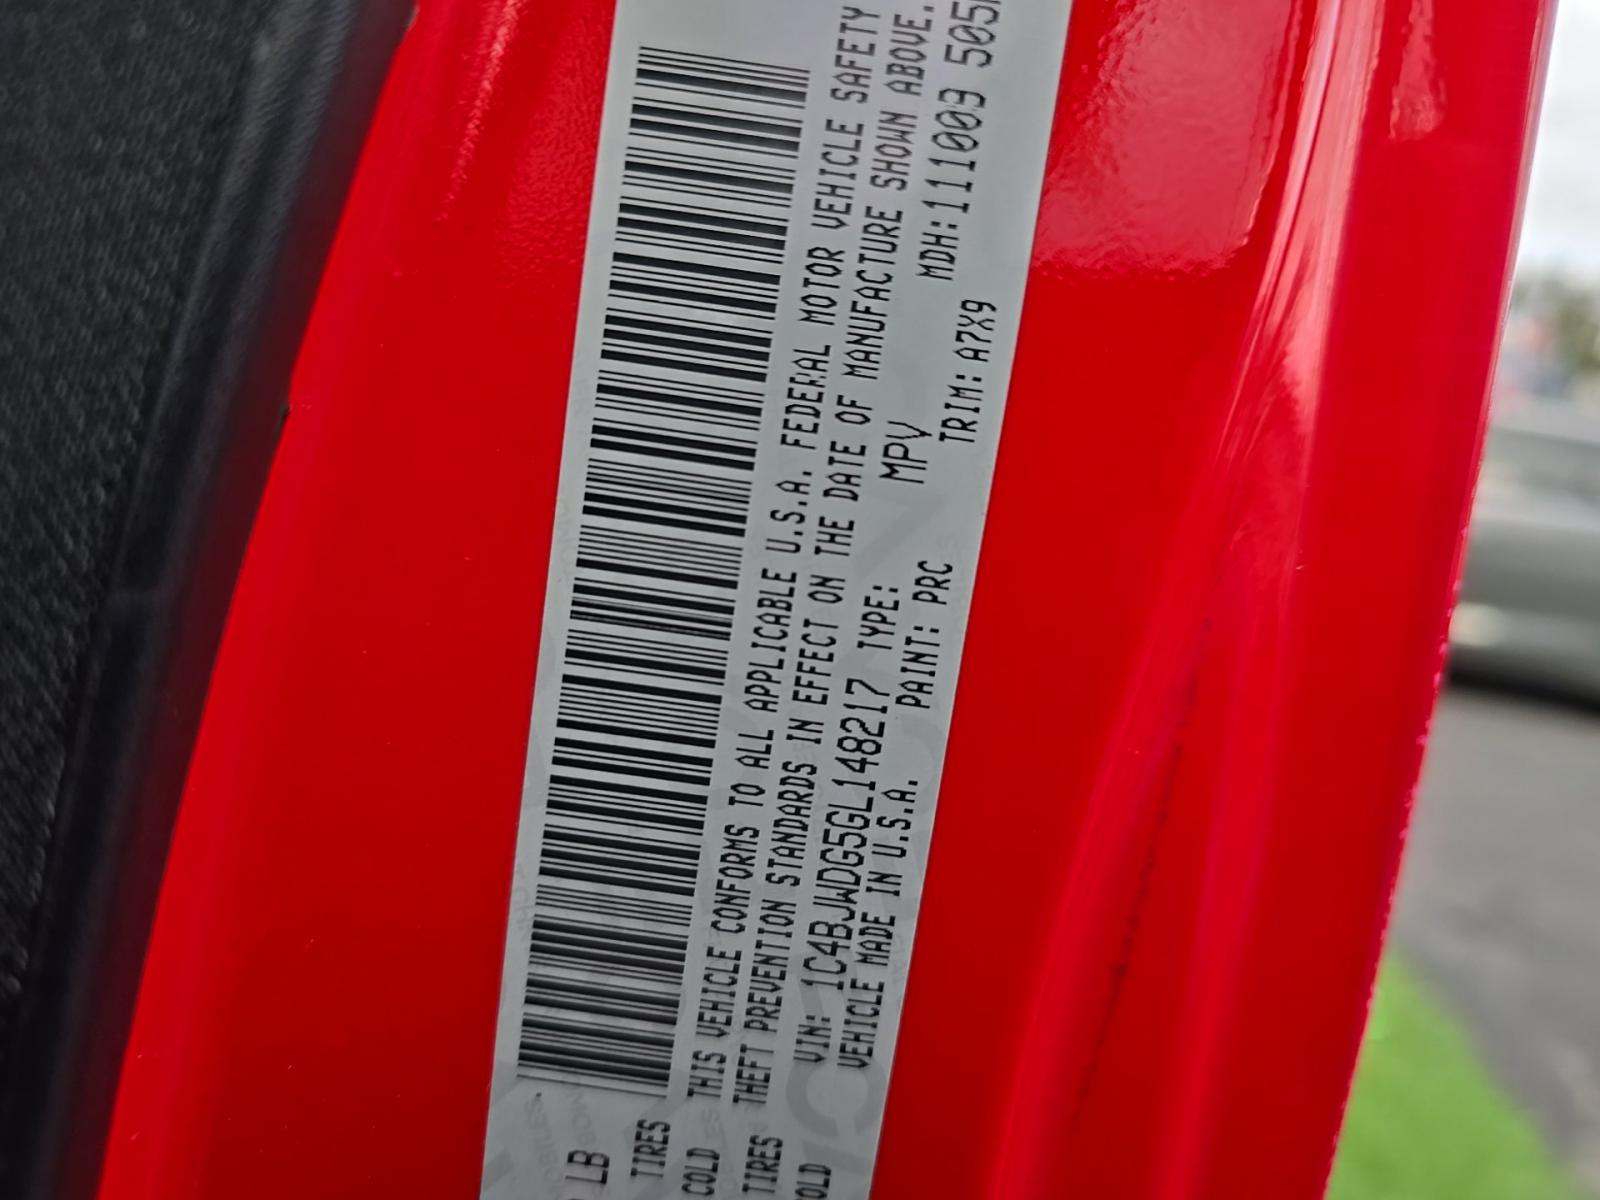 LB
TIRES
COLD
TIRES
COLD
THIS VEHICLE CONFORMS TO ALL APPLICABLE U.S.A. FEDERAL MOTOR VEHICLE SAFETY
THEFT PREVENTION STANDARDS IN EFFECT ON THE DATE OF MANUFACTURE SHOWN ABOVE.
VIN: 1C4BJWDG5GL148217 TYPE: MPV MDH:111009 505
VEHICLE MADE IN U.S.A. PAINT: PRC TRIM: A7X9